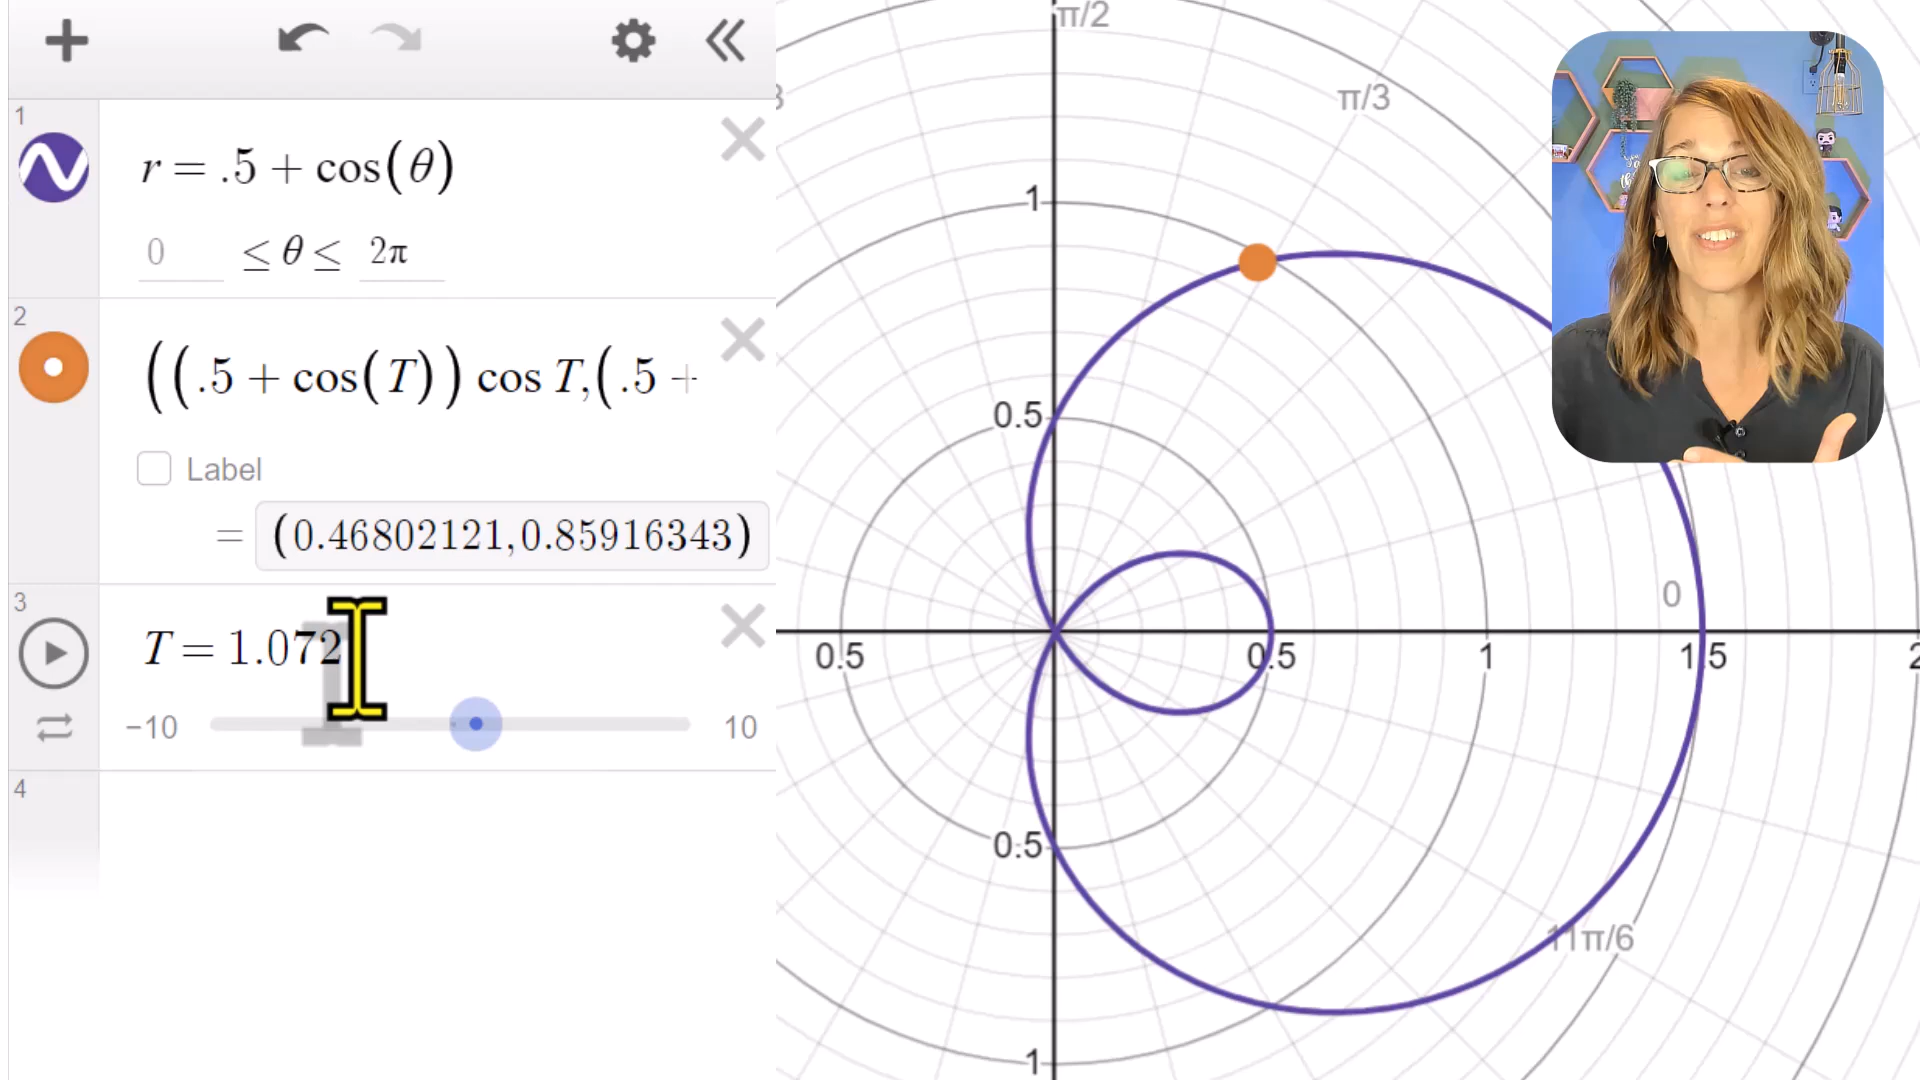 1
r = .5 + cos(θ)
0 ≤ θ ≤ 2π
2
((.5 + cos(T)) cos T,(.5 +
Label
= (0.46802121,0.85916343)
3
T = 1.072
−10
10
4
π/2
π/3
1
0.5
0
0.5
0.5
1
1.5
2
0.5
11π/6
1